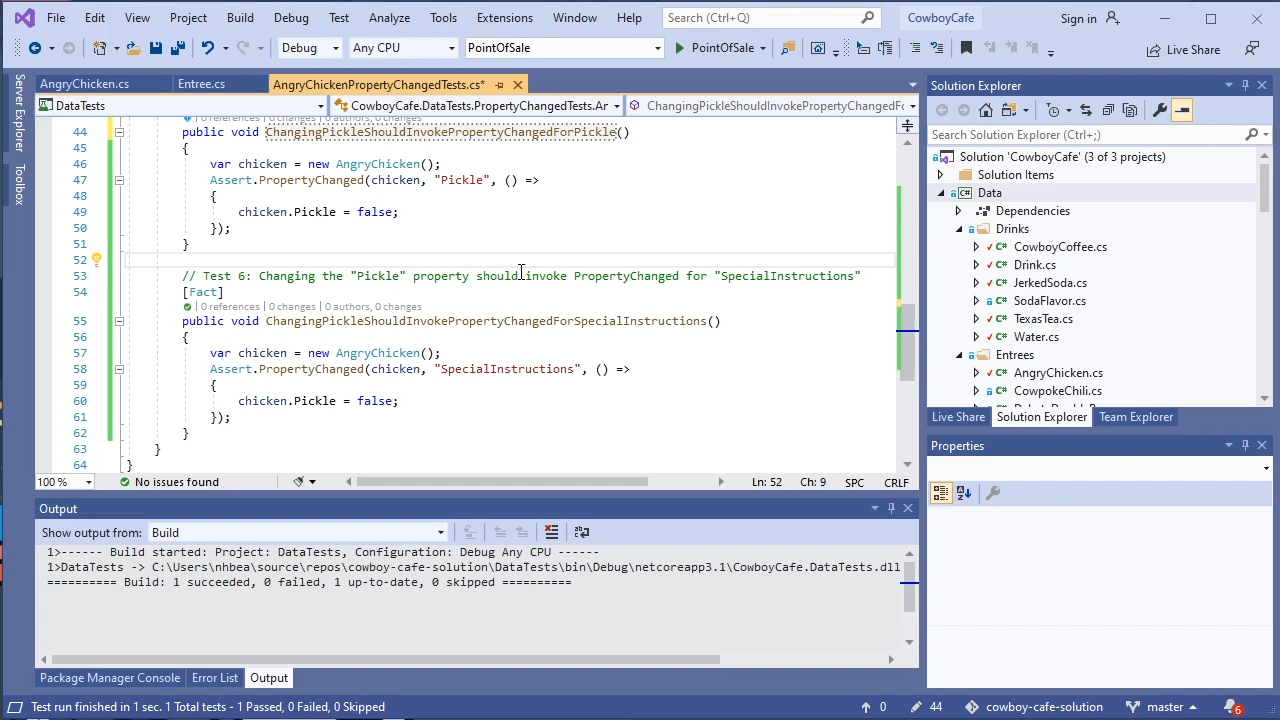 File Edit View Project Build Debug Test Analyze Tools Extensions Window Help Search (Ctrl+Q) CowboyCafe Sign in
Debug Any CPU PointOfSale PointOfSale Live Share
Server Explorer
Toolbox
AngryChicken.cs Entree.cs AngryChickenPropertyChangedTests.cs*
DataTests CowboyCafe.DataTests.PropertyChangedTests.Ar ChangingPickleShouldInvokePropertyChangedFo
0 references | 0 changes | 0 authors, 0 changes
44 public void ChangingPickleShouldInvokePropertyChangedForPickle()
45 {
46 var chicken = new AngryChicken();
47 Assert.PropertyChanged(chicken, "Pickle", () =>
48 {
49 chicken.Pickle = false;
50 });
51 }
52
53 // Test 6: Changing the "Pickle" property should invoke PropertyChanged for "SpecialInstructions"
54 [Fact]
0 references | 0 changes | 0 authors, 0 changes
55 public void ChangingPickleShouldInvokePropertyChangedForSpecialInstructions()
56 {
57 var chicken = new AngryChicken();
58 Assert.PropertyChanged(chicken, "SpecialInstructions", () =>
59 {
60 chicken.Pickle = false;
61 });
62 }
63 }
64 }
100 % No issues found Ln: 52 Ch: 9 SPC CRLF
Output
Show output from: Build
1>------ Build started: Project: DataTests, Configuration: Debug Any CPU ------
1>DataTests -> C:\Users\nhbea\source\repos\cowboy-cafe-solution\DataTests\bin\Debug\netcoreapp3.1\CowboyCafe.DataTests.dll
========== Build: 1 succeeded, 0 failed, 1 up-to-date, 0 skipped ==========
Package Manager Console Error List Output
Solution Explorer
Search Solution Explorer (Ctrl+;)
Solution 'CowboyCafe' (3 of 3 projects)
Solution Items
C# Data
Dependencies
Drinks
C# CowboyCoffee.cs
C# Drink.cs
C# JerkedSoda.cs
C# SodaFlavor.cs
C# TexasTea.cs
C# Water.cs
Entrees
C# AngryChicken.cs
C# CowpokeChili.cs
Live Share Solution Explorer Team Explorer
Properties
Test run finished in 1 sec. 1 Total tests - 1 Passed, 0 Failed, 0 Skipped 0 44 cowboy-cafe-solution master 6